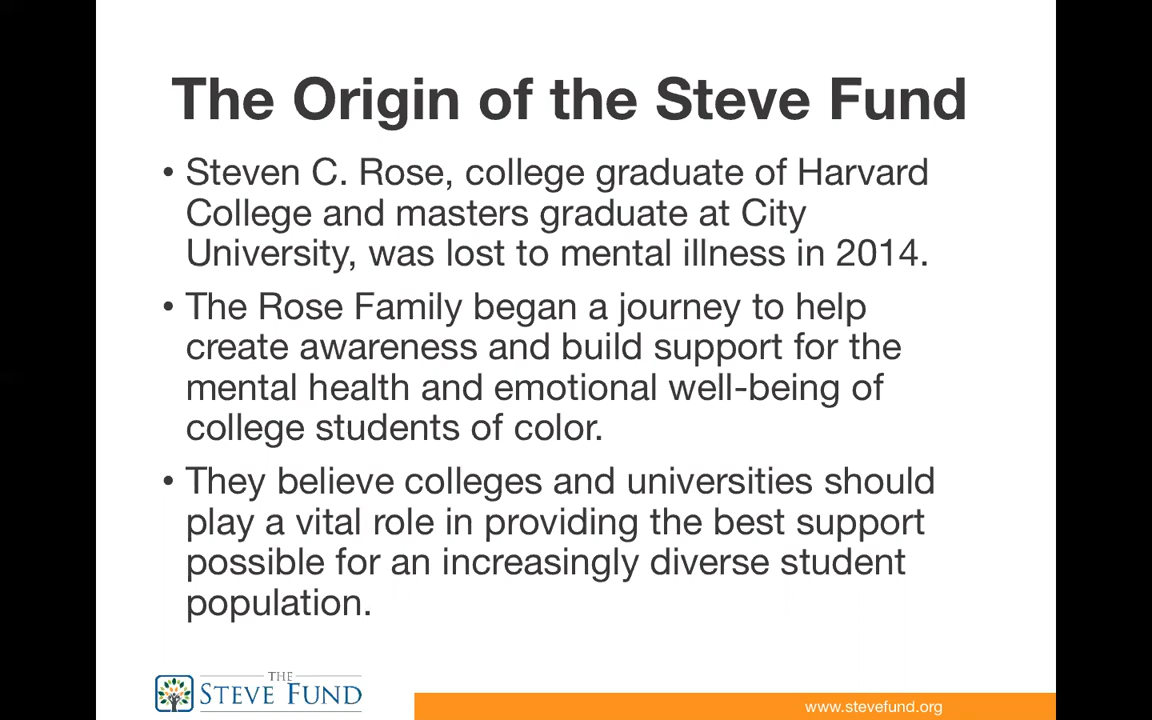 The Origin of the Steve Fund
• Steven C. Rose, college graduate of Harvard
College and masters graduate at City
University, was lost to mental illness in 2014.
• The Rose Family began a journey to help
create awareness and build support for the
mental health and emotional well-being of
college students of color.
• They believe colleges and universities should
play a vital role in providing the best support
possible for an increasingly diverse student
population.
THE
STEVE FUND
www.stevefund.org